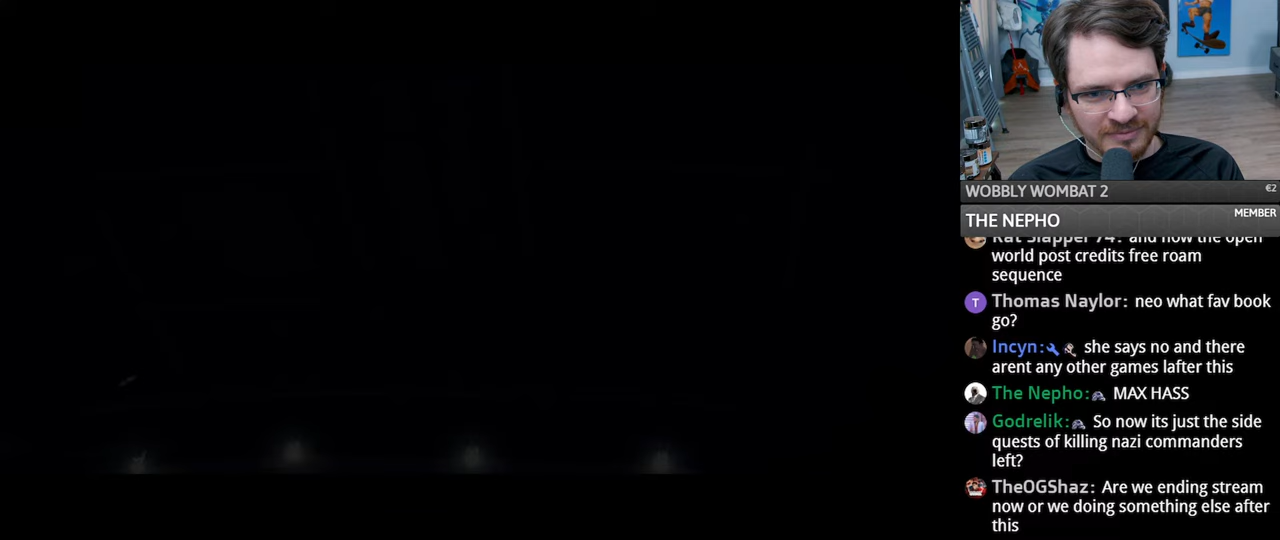 WOBBLY WOMBAT 2 €2
THE NEPHO MEMBER
Rat Slapper 74: and now the open
world post credits free roam
sequence
T Thomas Naylor: neo what fav book
go?
Incyn: she says no and there
arent any other games lafter this
The Nepho: MAX HASS
Godrelik: So now its just the side
quests of killing nazi commanders
left?
TheOGShaz: Are we ending stream
now or we doing something else after
this